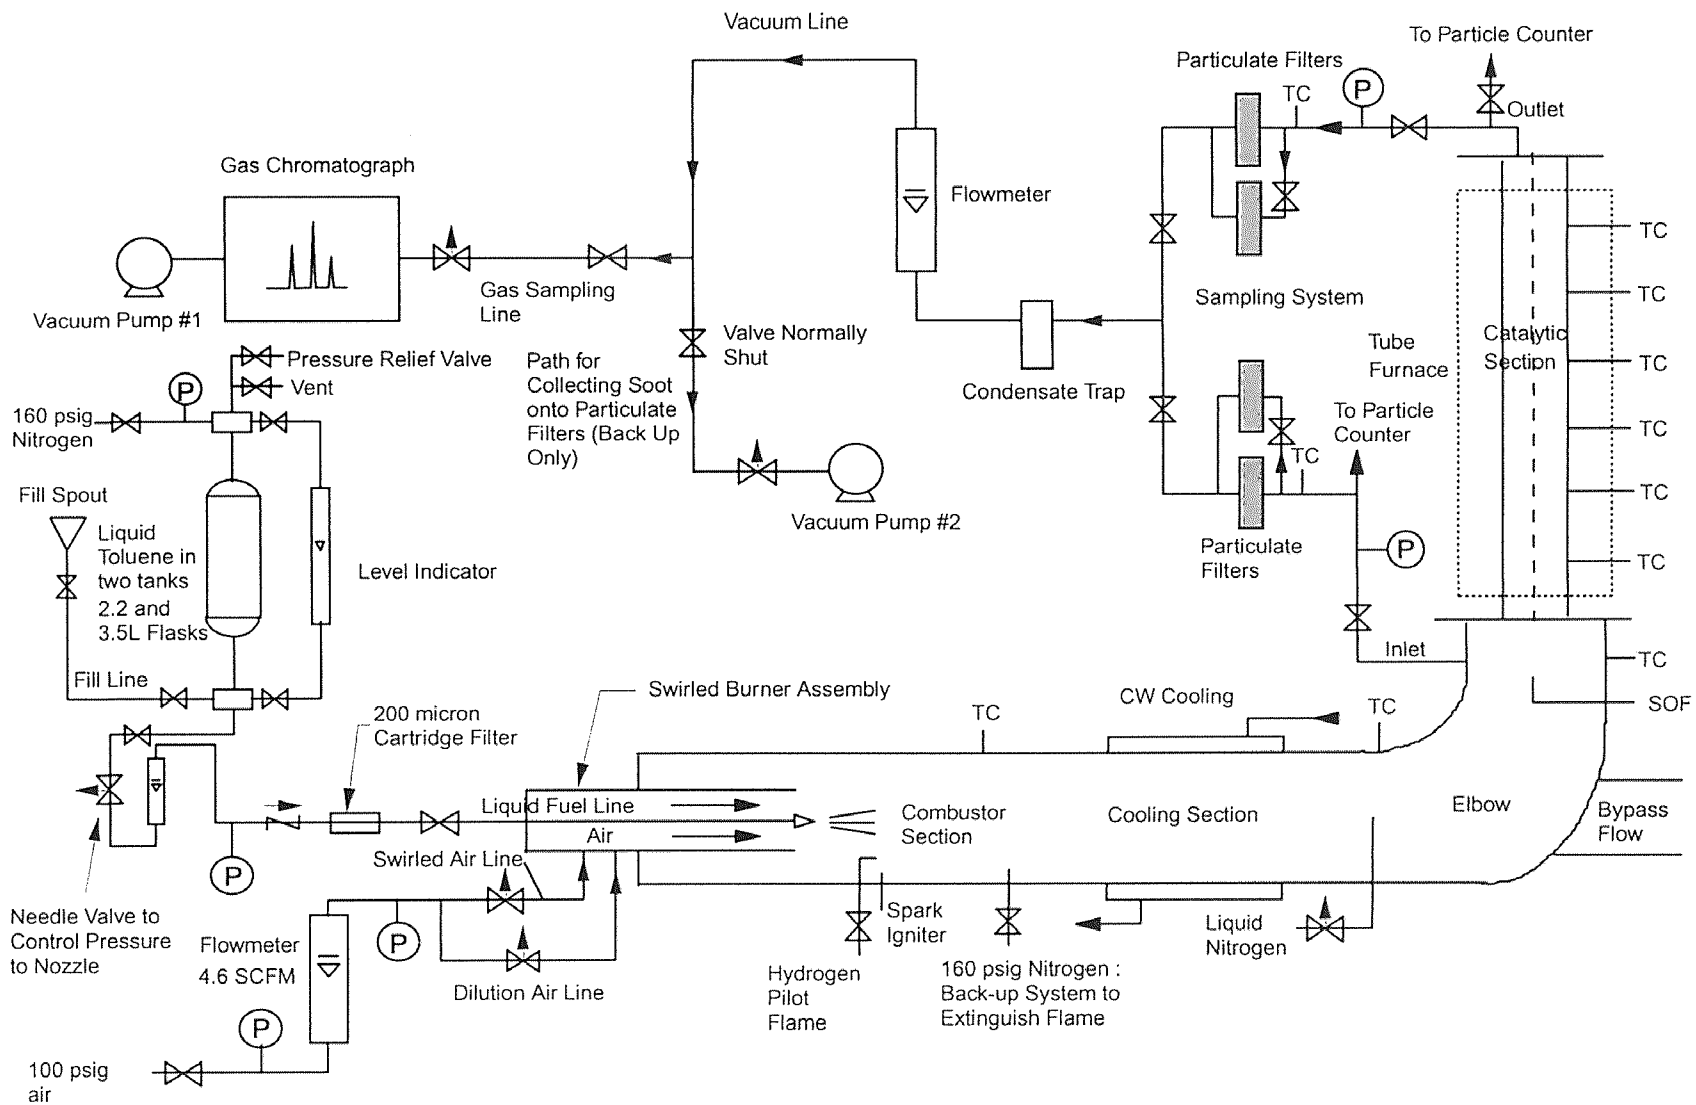 Vacuum Line
To Particle Counter
Particulate Filters
TC
P
Outlet
Gas Chromatograph
Flowmeter
TC
Sampling System
TC
Vacuum Pump #1
Gas Sampling
Line
Valve Normally
Shut
Condensate Trap
Tube
Furnace
Catalytic
Section
TC
Pressure Relief Valve
Vent
P
160 psig
Nitrogen
Path for
Collecting Soot
onto Particulate
Filters (Back Up
Only)
To Particle
Counter
TC
TC
Fill Spout
Liquid
Toluene in
two tanks
2.2 and
3.5L Flasks
Level Indicator
Vacuum Pump #2
Particulate
Filters
P
TC
TC
Fill Line
Inlet
TC
SOF
Swirled Burner Assembly
CW Cooling
TC
TC
200 micron
Cartridge Filter
Liquid Fuel Line
Air
Combustor
Section
Cooling Section
Elbow
Bypass
Flow
P
Swirled Air Line
Needle Valve to
Control Pressure
to Nozzle
Flowmeter
4.6 SCFM
P
Dilution Air Line
Spark
Igniter
Hydrogen
Pilot
Flame
160 psig Nitrogen :
Back-up System to
Extinguish Flame
Liquid
Nitrogen
P
100 psig
air